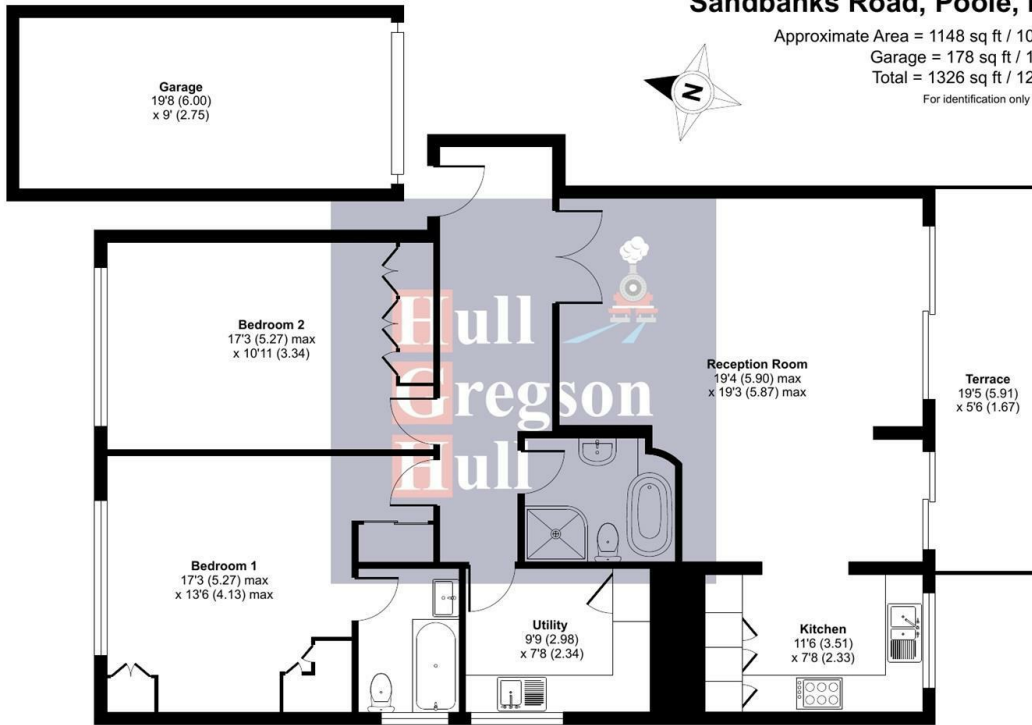 Sandbanks Road, Poole,
Approximate Area = 1148 sq ft /
Garage = 178 sq ft /
Total = 1326 sq ft /
For identification only
N
Garage
19'8 (6.00)
x 9' (2.75)
Bedroom 2
17'3 (5.27) max
x 10'11 (3.34)
Hull
Gregson
Hull
Reception Room
19'4 (5.90) max
x 19'3 (5.87) max
Terrace
19'5 (5.91)
x 5'6 (1.67)
Bedroom 1
17'3 (5.27) max
x 13'6 (4.13) max
Utility
9'9 (2.98)
x 7'8 (2.34)
Kitchen
11'6 (3.51)
x 7'8 (2.33)